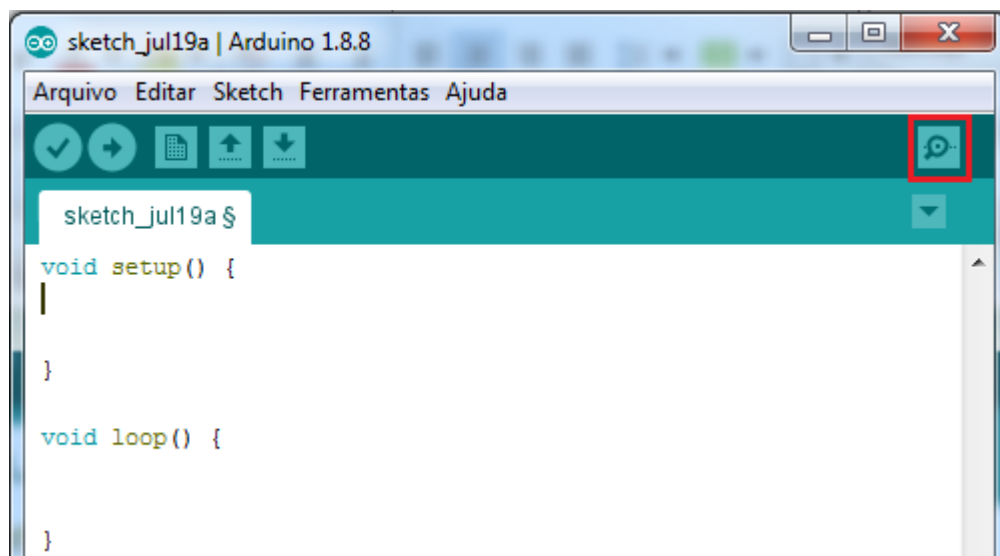 sketch_jul19a | Arduino 1.8.8
Arquivo Editar Sketch Ferramentas Ajuda
sketch_jul19a §
void setup() {
}
void loop() {
}